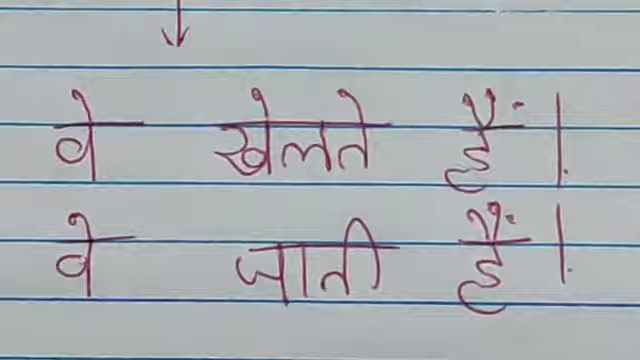 वे खेलते हैं।
वे जाती हैं।